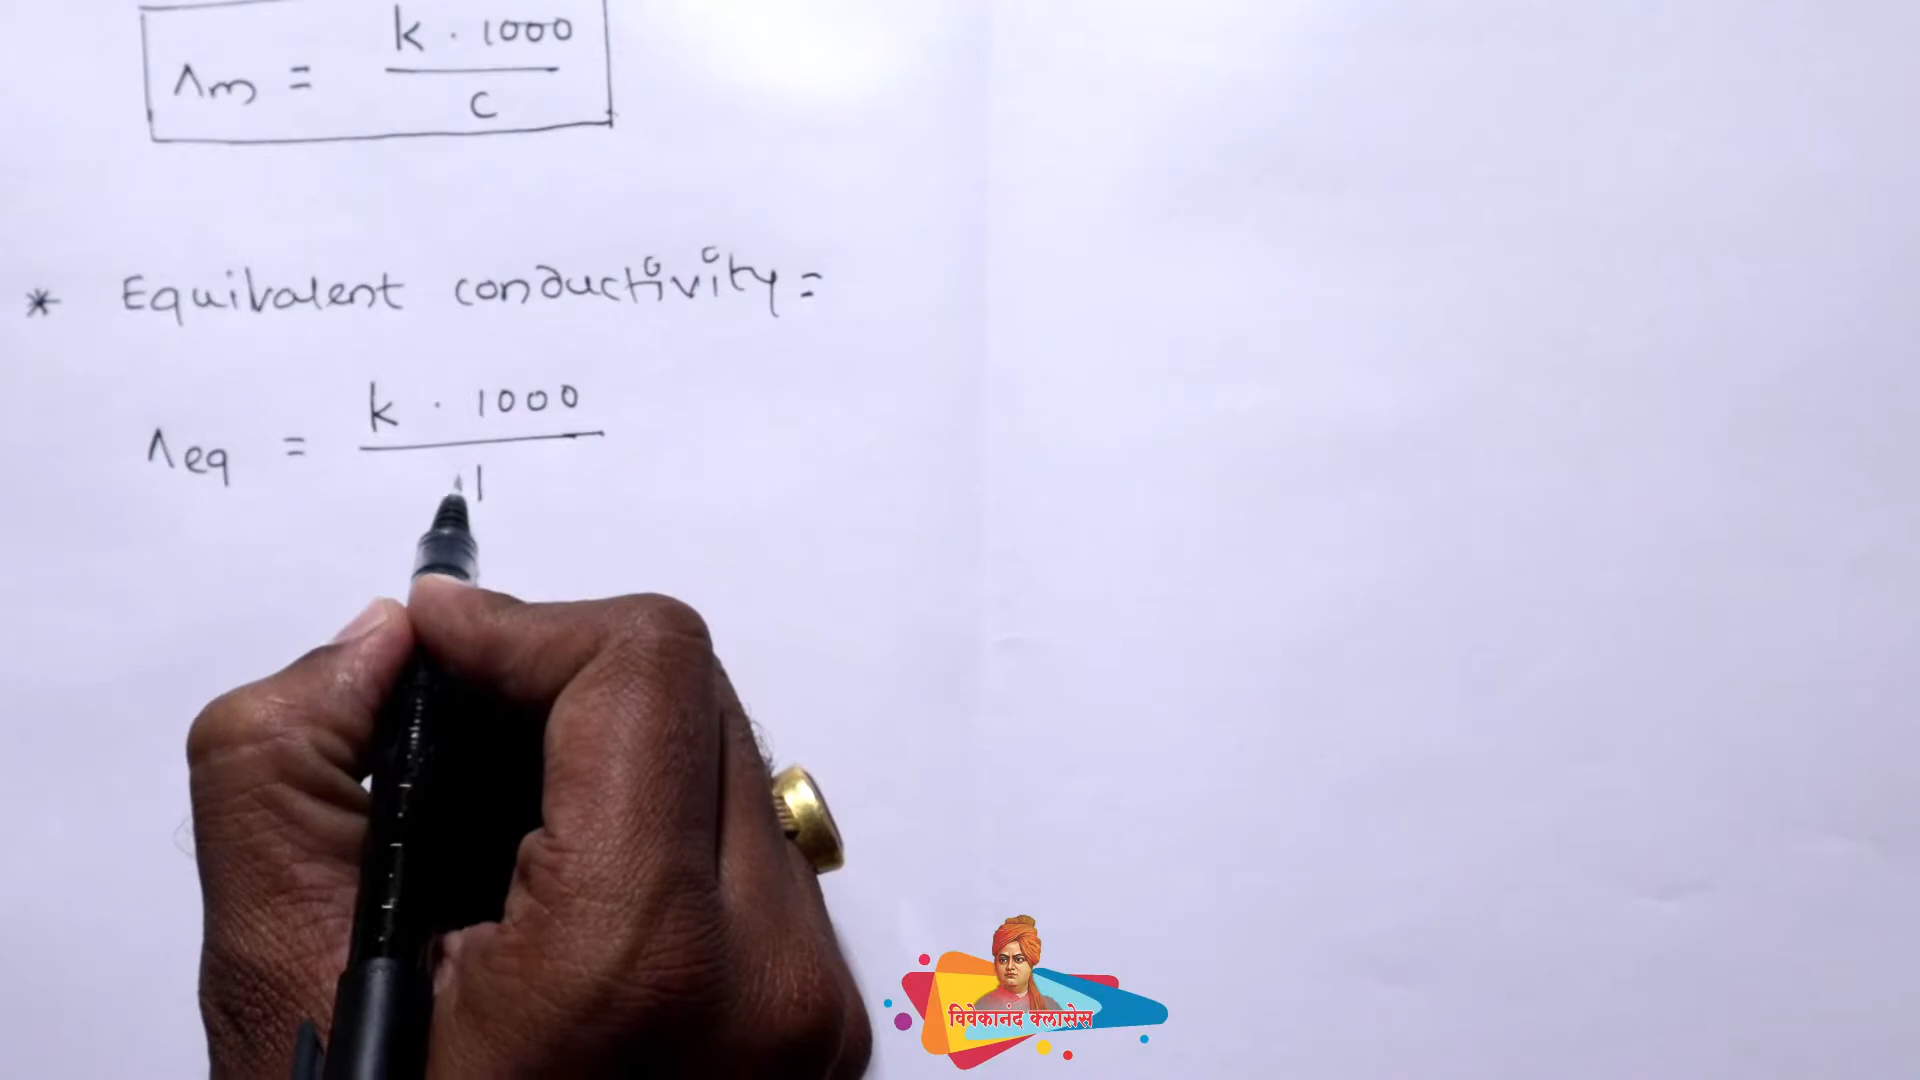 Λm = k · 1000 / C
* Equivalent conductivity =
Λeq = k · 1000
विवेकानंद क्लासेस